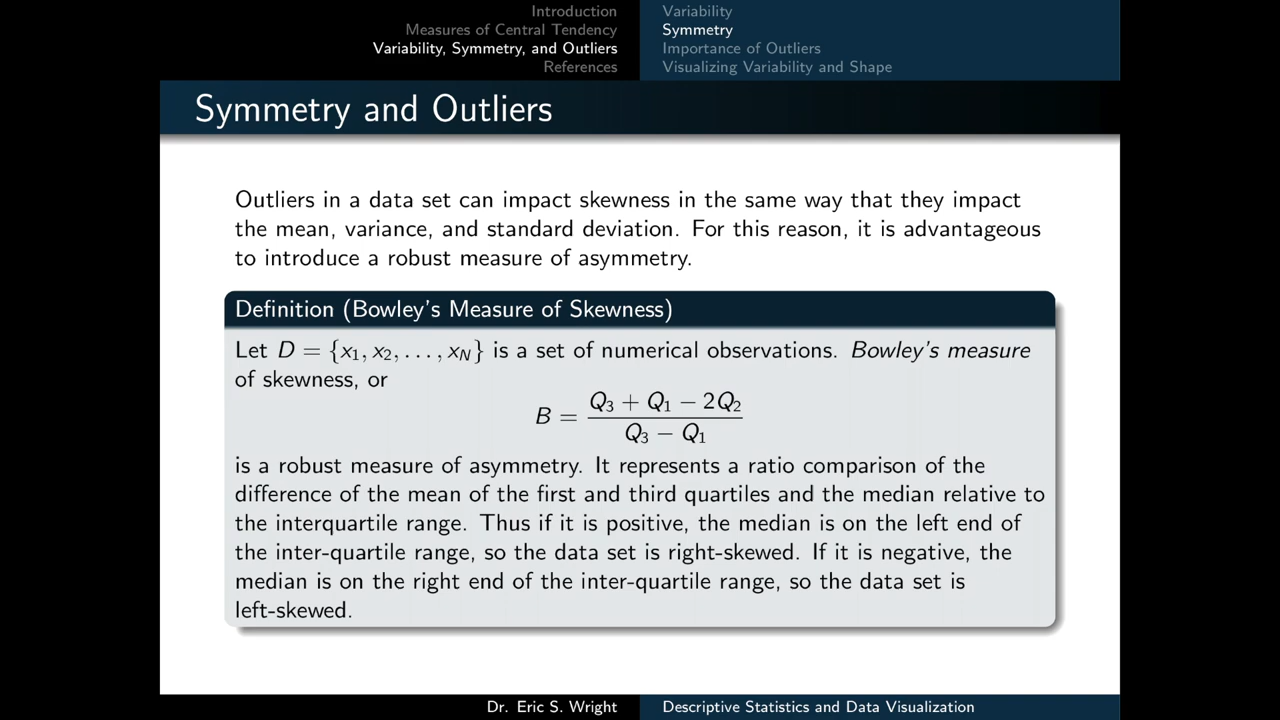 Introduction
Measures of Central Tendency
Variability, Symmetry, and Outliers
References
Variability
Symmetry
Importance of Outliers
Visualizing Variability and Shape
Symmetry and Outliers
Outliers in a data set can impact skewness in the same way that they impact
the mean, variance, and standard deviation. For this reason, it is advantageous
to introduce a robust measure of asymmetry.
Definition (Bowley's Measure of Skewness)
Let D = {x₁, x₂, . . . , x_N} is a set of numerical observations. Bowley's measure
of skewness, or
B = \frac{Q₃ + Q₁ − 2Q₂}{Q₃ − Q₁}
is a robust measure of asymmetry. It represents a ratio comparison of the
difference of the mean of the first and third quartiles and the median relative to
the interquartile range. Thus if it is positive, the median is on the left end of
the inter-quartile range, so the data set is right-skewed. If it is negative, the
median is on the right end of the inter-quartile range, so the data set is
left-skewed.
Dr. Eric S. Wright
Descriptive Statistics and Data Visualization